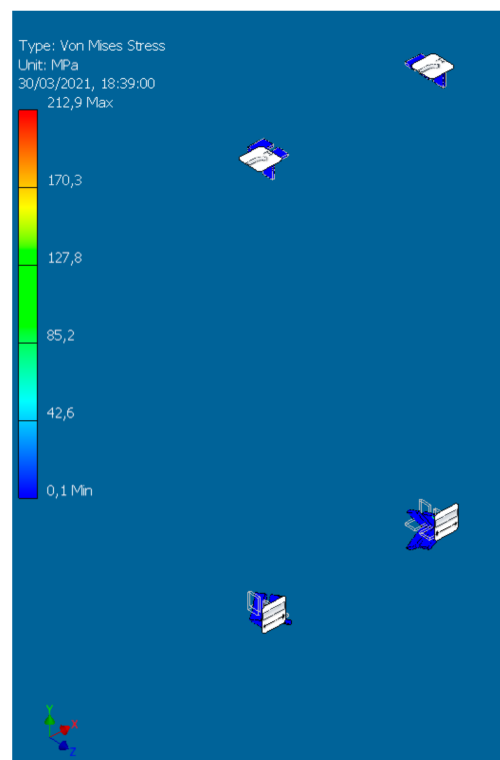 Type: Von Mises Stress
Unit: MPa
30/03/2021, 18:39:00
212,9 Max
170,3
127,8
85,2
42,6
0,1 Min
Y
X
Z